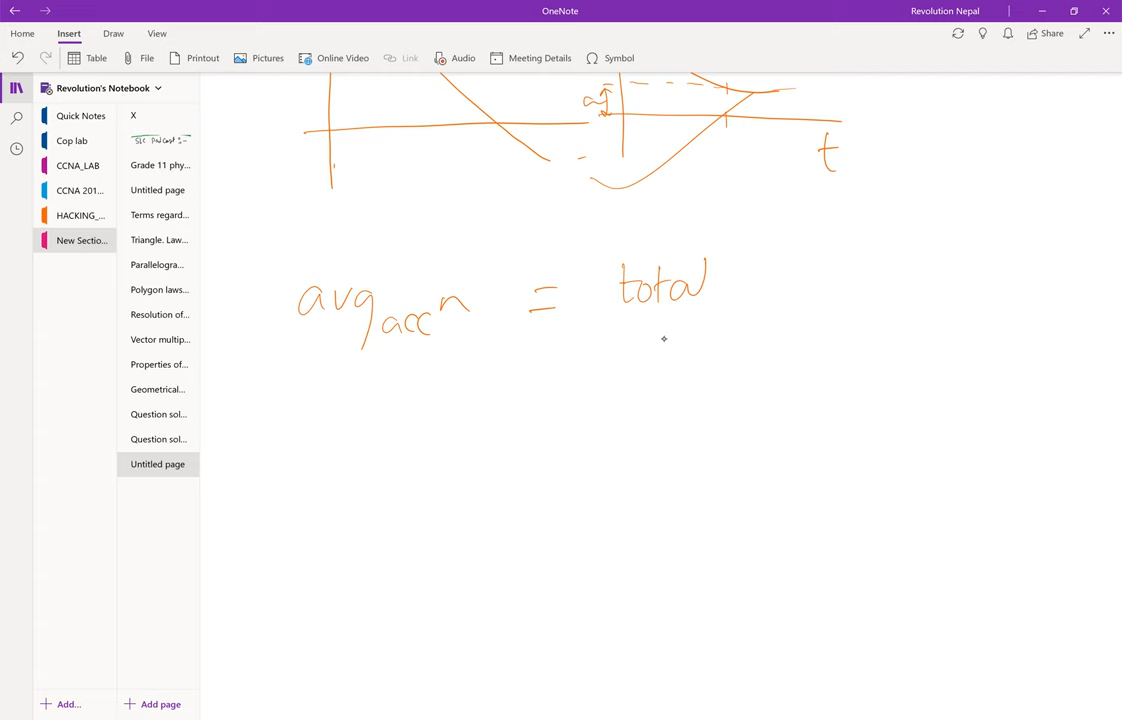 OneNote
Revolution Nepal
Home Insert Draw View
Share
Table File Printout Pictures Online Video Link Audio Meeting Details Symbol
Revolution's Notebook
Quick Notes
Cop lab
CCNA_LAB
CCNA 201...
HACKING_...
New Sectio...
X
SLC Podcast :-
Grade 11 phy...
Untitled page
Terms regard...
Triangle. Law...
Parallelogra...
Polygon laws...
Resolution of...
Vector multip...
Properties of...
Geometrical...
Question sol...
Question sol...
Untitled page
a
t
avg accn = total
Add...
Add page